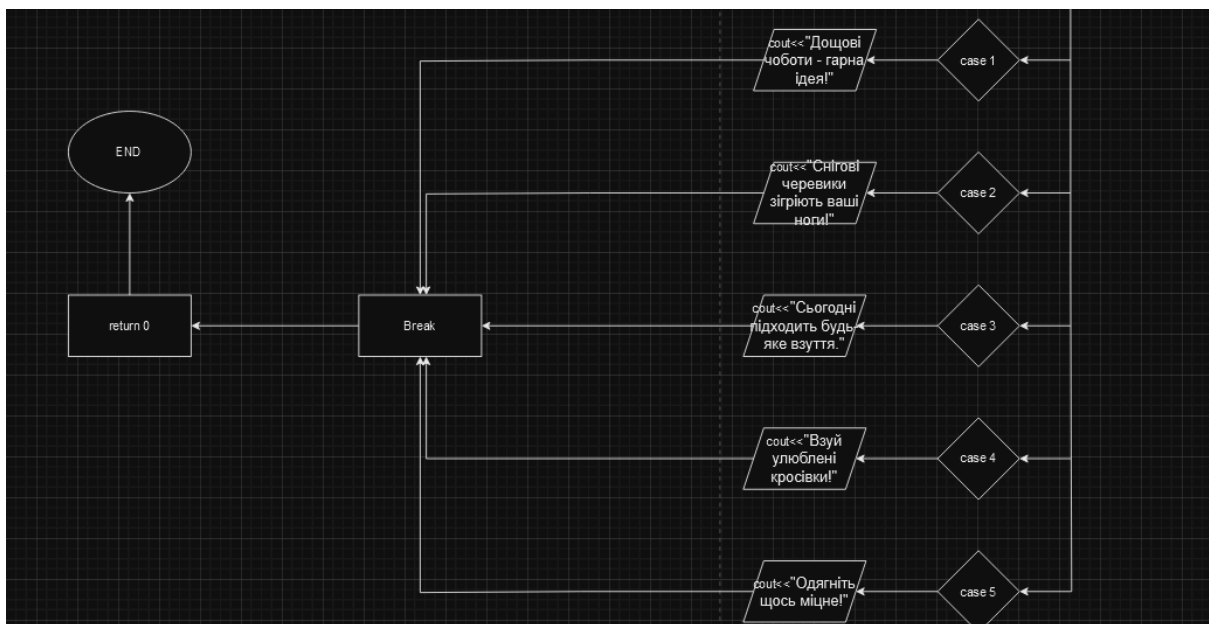 cout<<"Дощові
чоботи - гарна
ідея!"
case 1
END
cout<<"Снігові
черевики
зігріють ваші
ноги!"
case 2
return 0
Break
cout<<"Сьогодні
підходить будь-
яке взуття."
case 3
cout<<"Взуй
улюблені
кросівки!"
case 4
cout<<"Одягніть
щось міцне!"
case 5